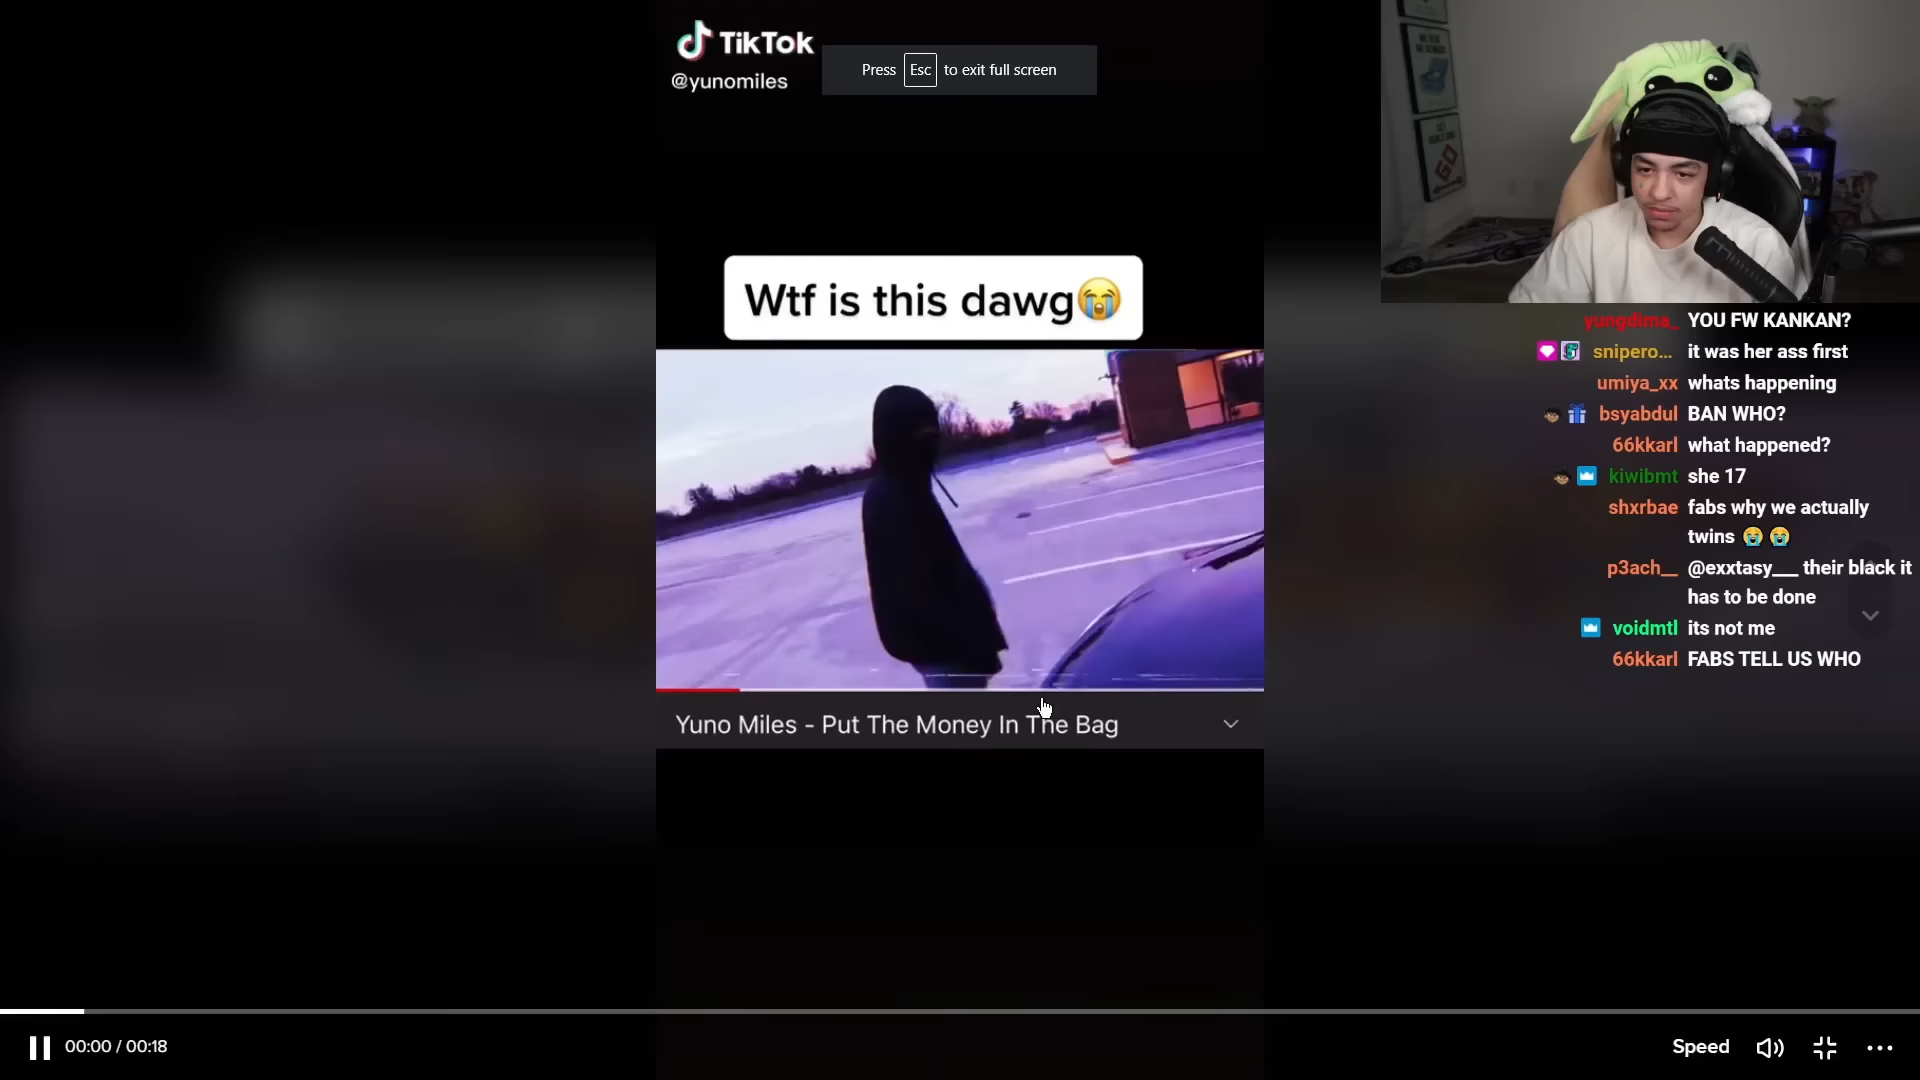 TikTok
@yunomiles
Press Esc to exit full screen
Wtf is this dawg😭
Yuno Miles - Put The Money In The Bag
GO
yungdima_ YOU FW KANKAN?
snipero... it was her ass first
umiya_xx whats happening
bsyabdul BAN WHO?
66kkarl what happened?
kiwibmt she 17
shxrbae fabs why we actually
twins 😭 😭
p3ach__ @exxtasy___ their black it
has to be done
voidmtl its not me
66kkarl FABS TELL US WHO
00:00 / 00:18
Speed